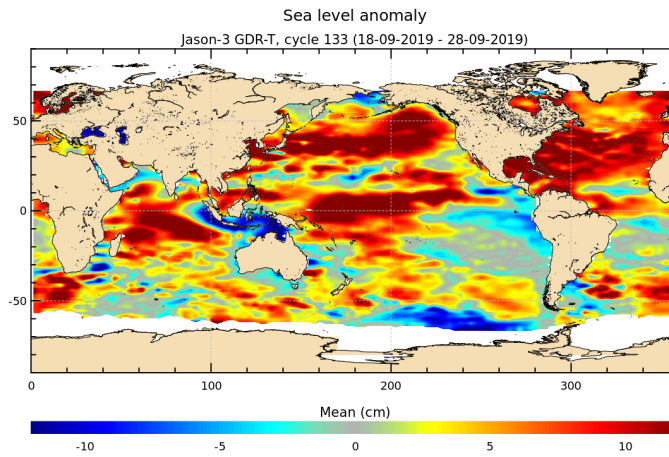 Sea level anomaly
Jason-3 GDR-T, cycle 133 (18-09-2019 - 28-09-2019)
50
0
-50
0 100 200 300
Mean (cm)
-10 -5 0 5 10